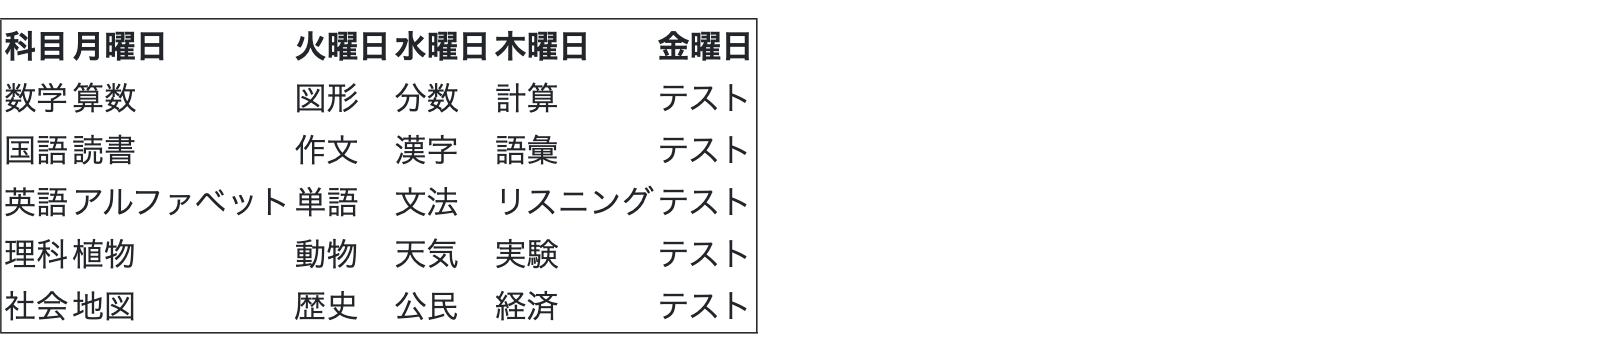 科目 月曜日 火曜日 水曜日 木曜日 金曜日
数学 算数 図形 分数 計算 テスト
国語 読書 作文 漢字 語彙 テスト
英語 アルファベット 単語 文法 リスニング テスト
理科 植物 動物 天気 実験 テスト
社会 地図 歴史 公民 経済 テスト